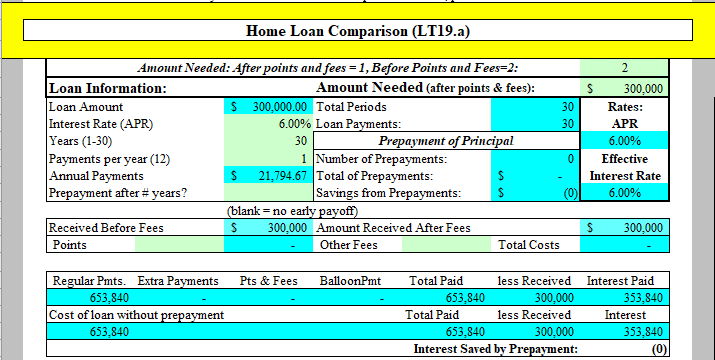 Home Loan Comparison (LT19.a)
Amount Needed: After points and fees = 1, Before Points and Fees=2: 2
Loan Information: Amount Needed (after points & fees): $ 300,000
Loan Amount $ 300,000.00 Total Periods 30 Rates:
Interest Rate (APR) 6.00% Loan Payments: 30 APR
Years (1-30) 30 Prepayment of Principal 6.00%
Payments per year (12) 1 Number of Prepayments: 0 Effective
Annual Payments $ 21,794.67 Total of Prepayments: $ - Interest Rate
Prepayment after # years? Savings from Prepayments: $ (0) 6.00%
(blank = no early payoff)
Received Before Fees $ 300,000 Amount Received After Fees $ 300,000
Points - Other Fees Total Costs -
Regular Pmts. Extra Payments Pts & Fees BalloonPmt Total Paid less Received Interest Paid
653,840 - - - 653,840 300,000 353,840
Cost of loan without prepayment Total Paid less Received Interest
653,840 653,840 300,000 353,840
Interest Saved by Prepayment: (0)